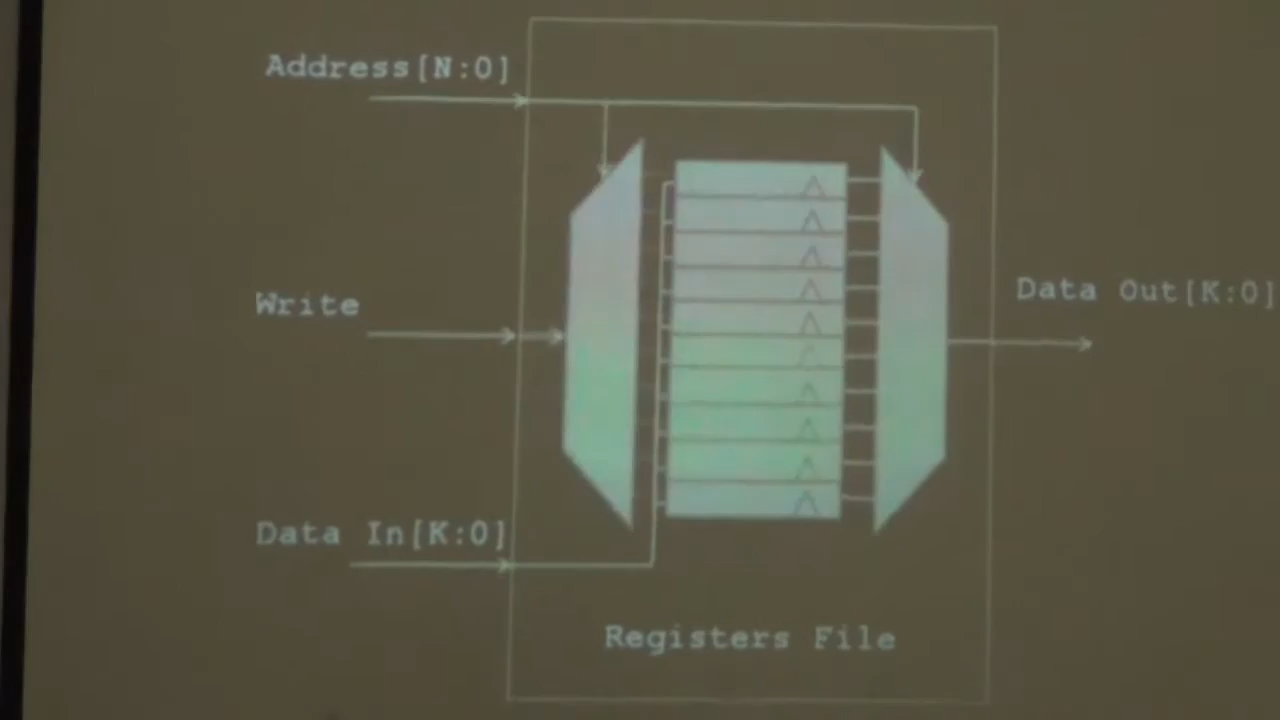 Address[N:0]
Write
Data Out[K:0]
Data In[K:0]
Registers File